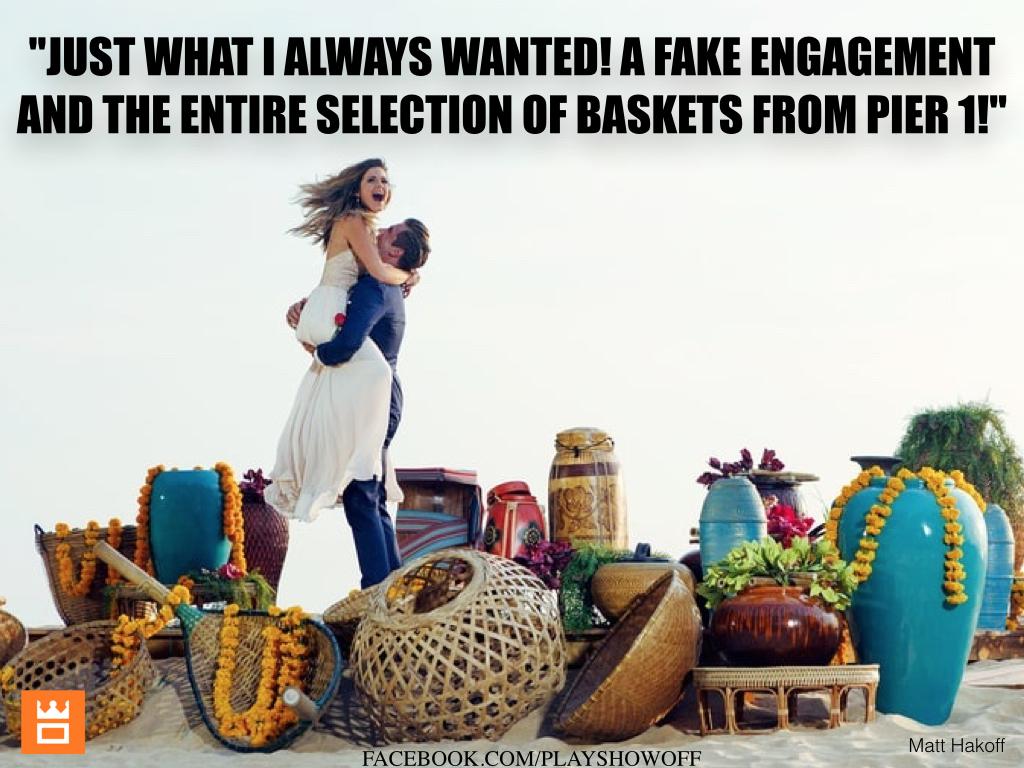 "JUST WHAT I ALWAYS WANTED! A FAKE ENGAGEMENT
AND THE ENTIRE SELECTION OF BASKETS FROM PIER 1!"
Matt Hakoff
FACEBOOK.COM/PLAYSHOWOFF